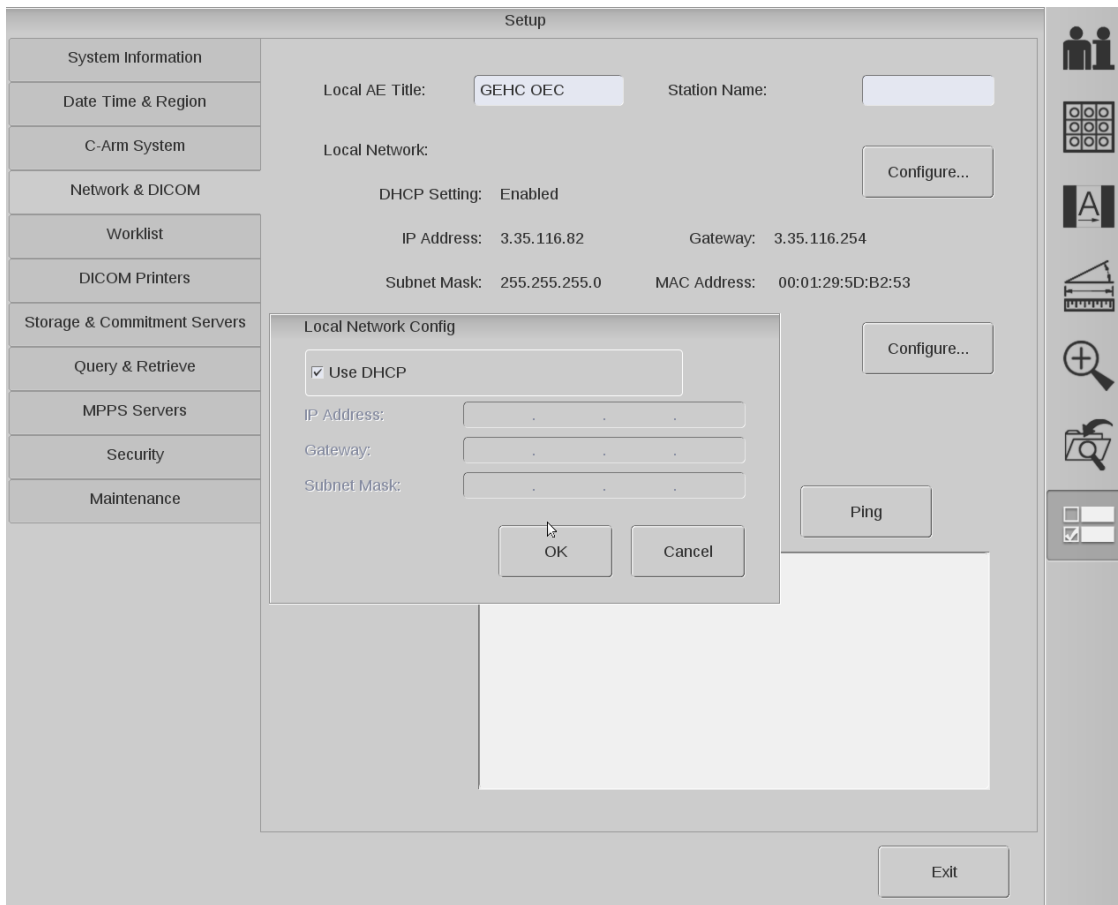 Setup
System Information
Date Time & Region
C-Arm System
Network & DICOM
Worklist
DICOM Printers
Storage & Commitment Servers
Query & Retrieve
MPPS Servers
Security
Maintenance
Local AE Title: GEHC OEC Station Name:
Local Network:
Configure...
DHCP Setting: Enabled
IP Address: 3.35.116.82 Gateway: 3.35.116.254
Subnet Mask: 255.255.255.0 MAC Address: 00:01:29:5D:B2:53
Local Network Config
Configure...
Use DHCP
IP Address: . . .
Gateway: . . .
Subnet Mask: . . .
Ping
OK Cancel
Exit
A